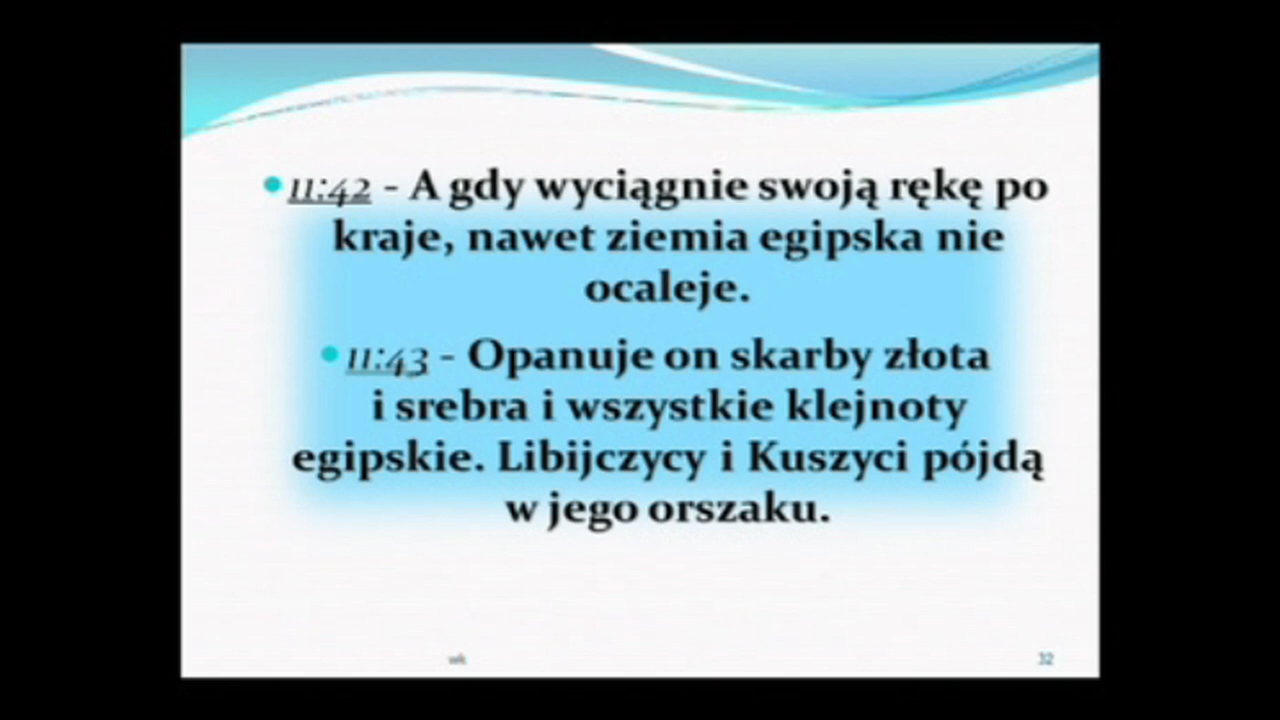 11:42 - A gdy wyciągnie swoją rękę po
kraje, nawet ziemia egipska nie
ocaleje.
11:43 - Opanuje on skarby złota
i srebra i wszystkie klejnoty
egipskie. Libijczycy i Kuszyci pójdą
w jego orszaku.
wk
32